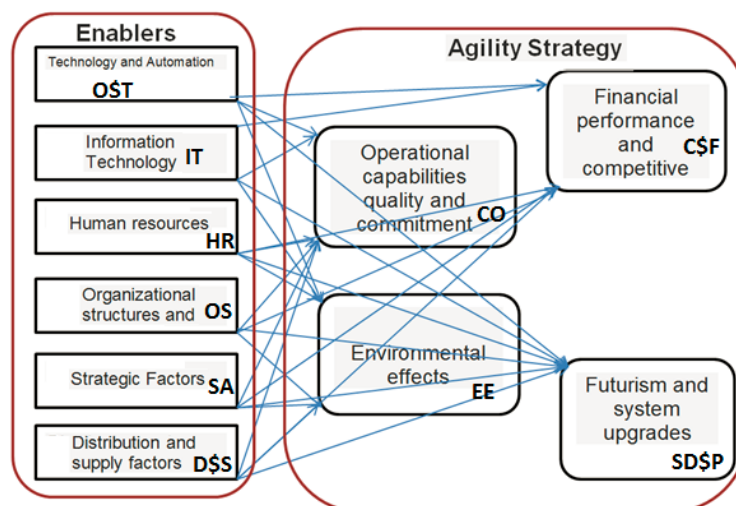 Enablers
Technology and Automation
O$T
Information
Technology IT
Human resources
HR
Organizational
structures and OS
Strategic Factors
SA
Distribution and
supply factors D$S
Agility Strategy
Operational
capabilities
quality and
commitment CO
Environmental
effects
EE
Financial
performance
and
competitive
C$F
Futurism and
system
upgrades
SD$P